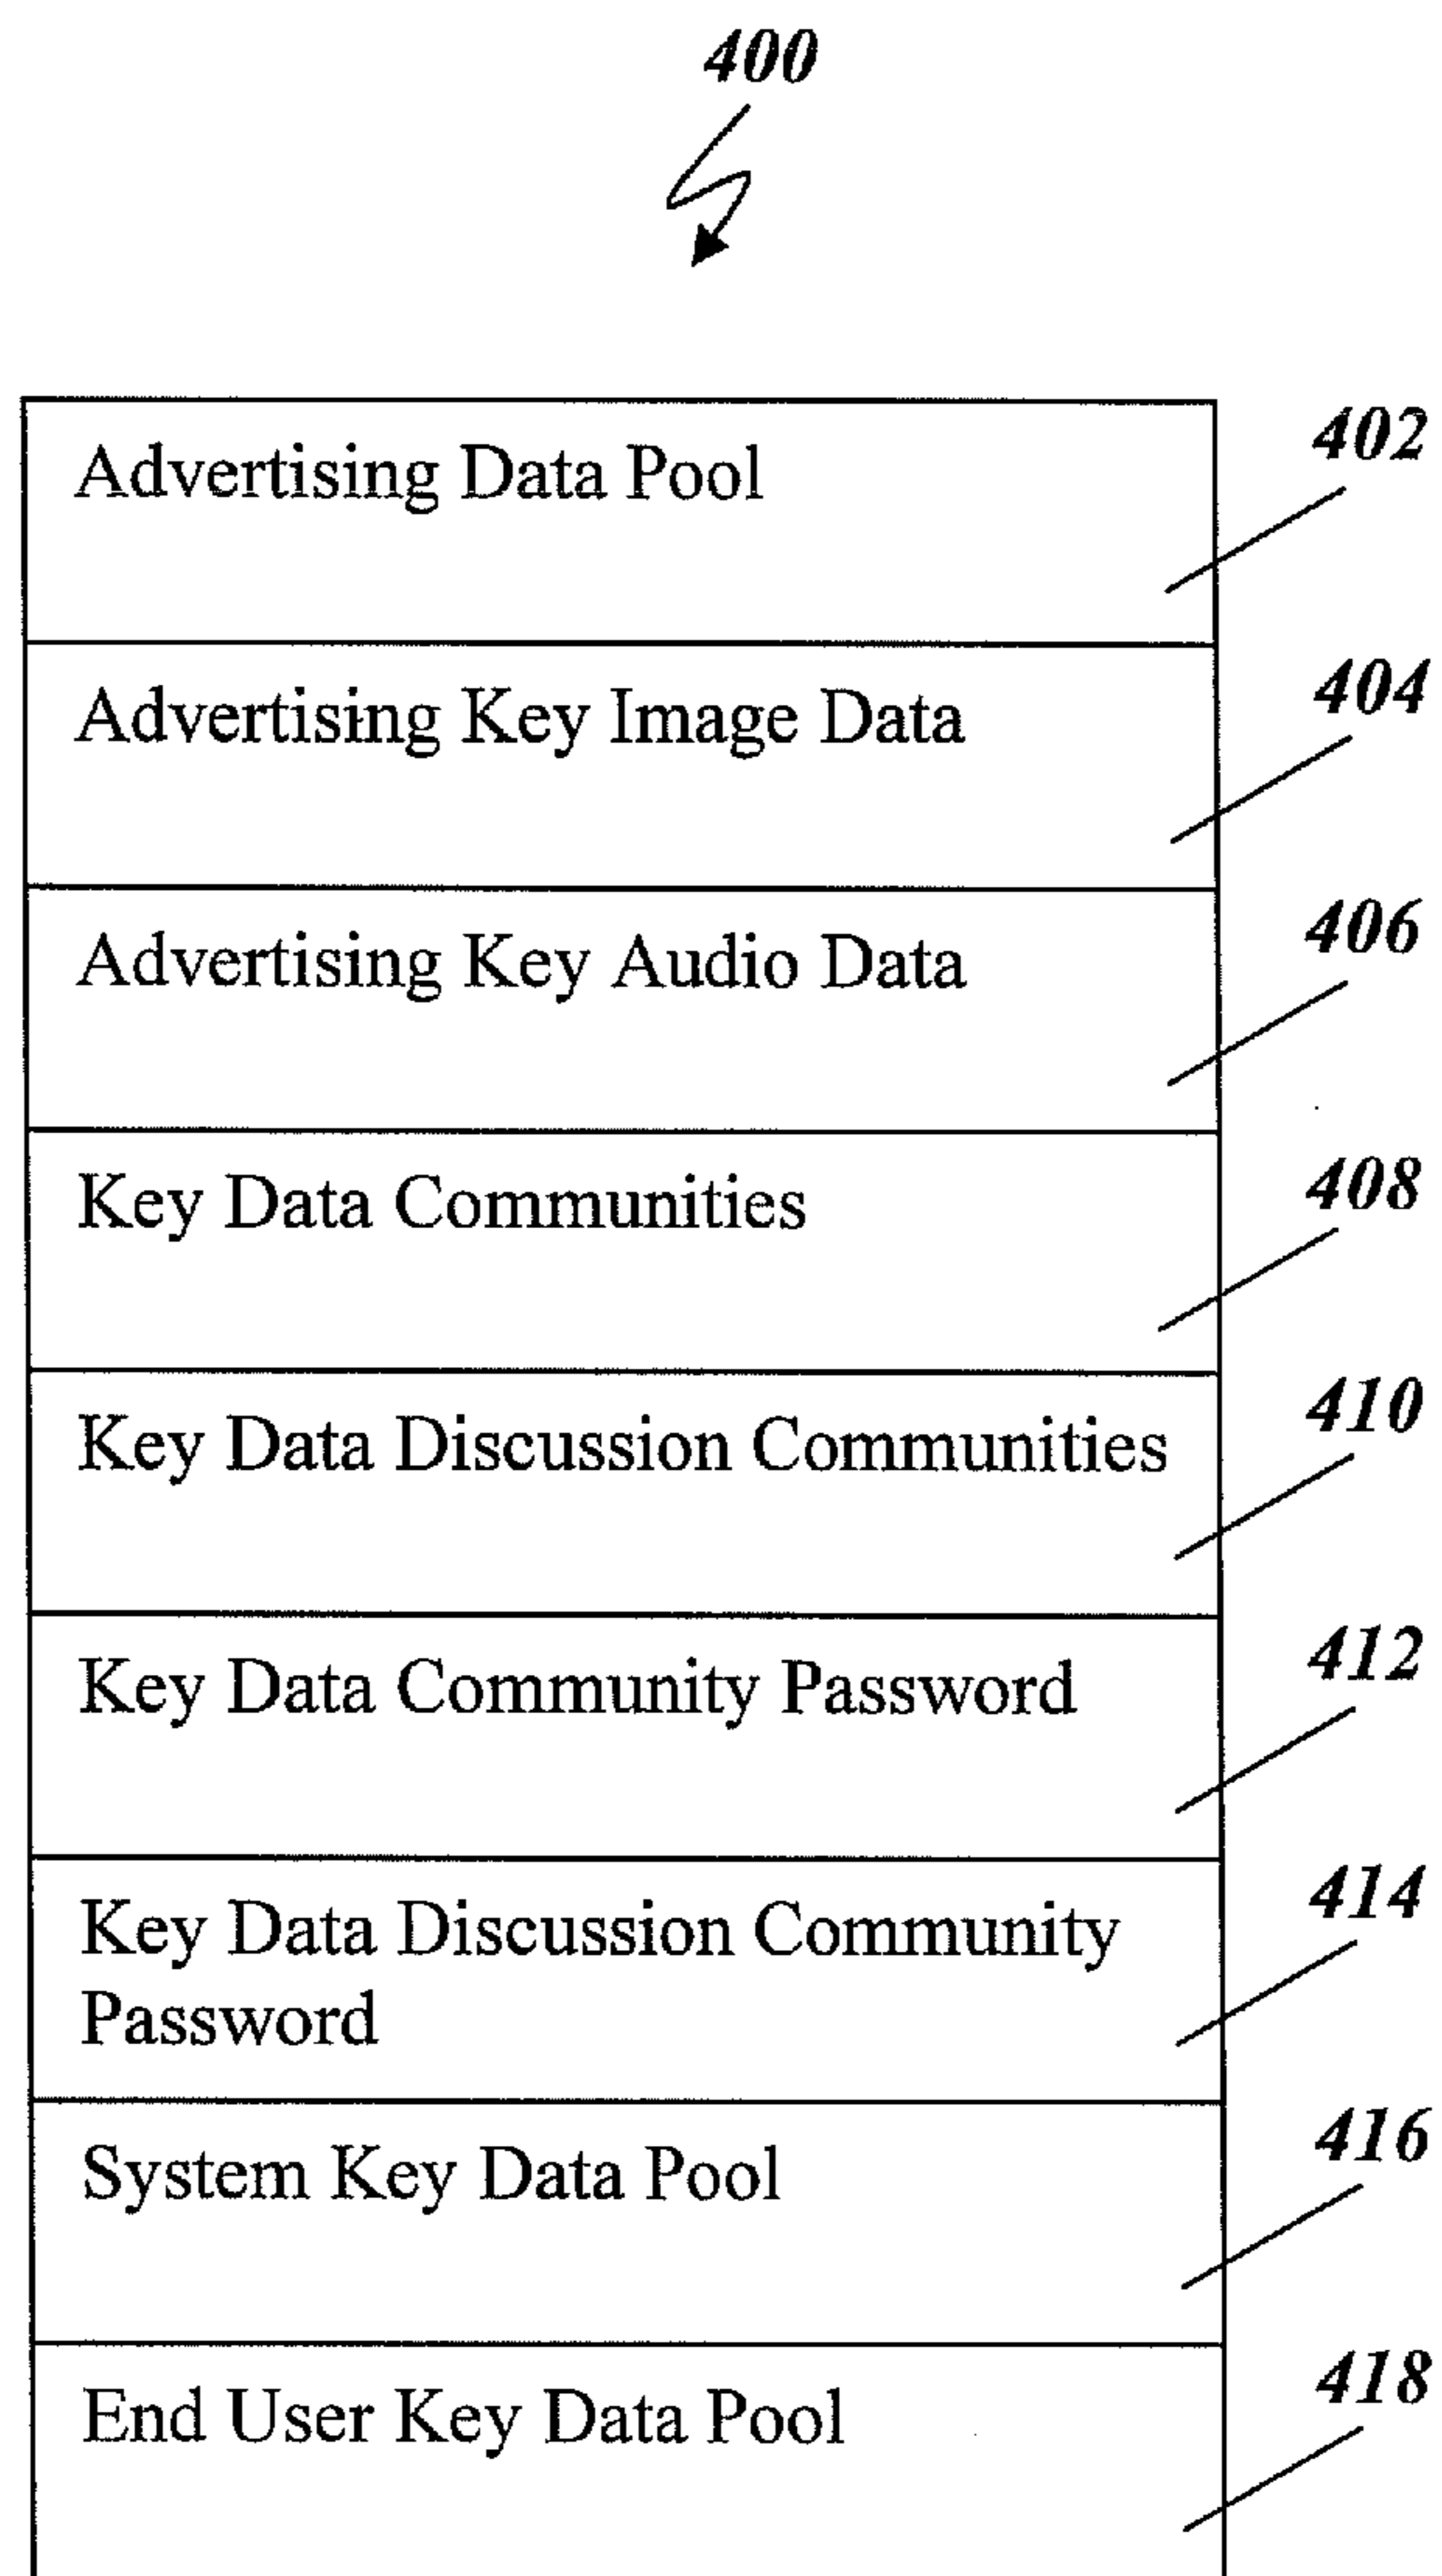 400
Advertising Data Pool
402
Advertising Key Image Data
404
Advertising Key Audio Data
406
Key Data Communities
408
Key Data Discussion Communities
410
Key Data Community Password
412
Key Data Discussion Community
Password
414
System Key Data Pool
416
End User Key Data Pool
418